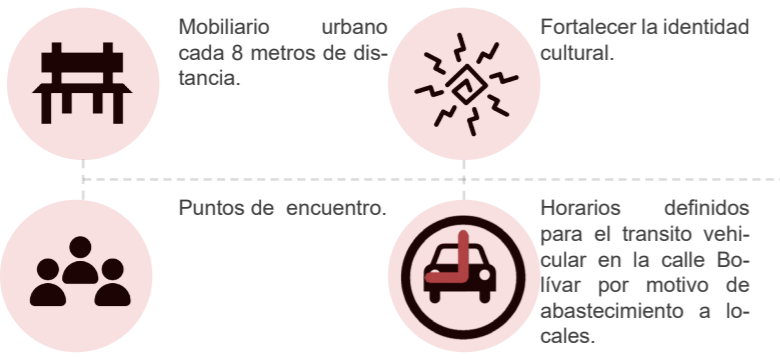 Mobiliario urbano
cada 8 metros de dis-
tancia.
Fortalecer la identidad
cultural.
Puntos de encuentro.
Horarios definidos
para el transito vehi-
cular en la calle Bo-
lívar por motivo de
abastecimiento a lo-
cales.